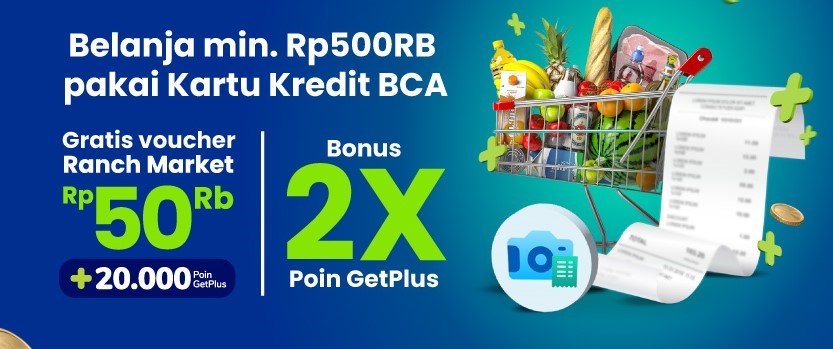 Belanja min. Rp500RB
pakai Kartu Kredit BCA
Gratis voucher
Ranch Market
Rp50Rb
+20.000 Poin GetPlus
Bonus
2X
Poin GetPlus
TOTAL